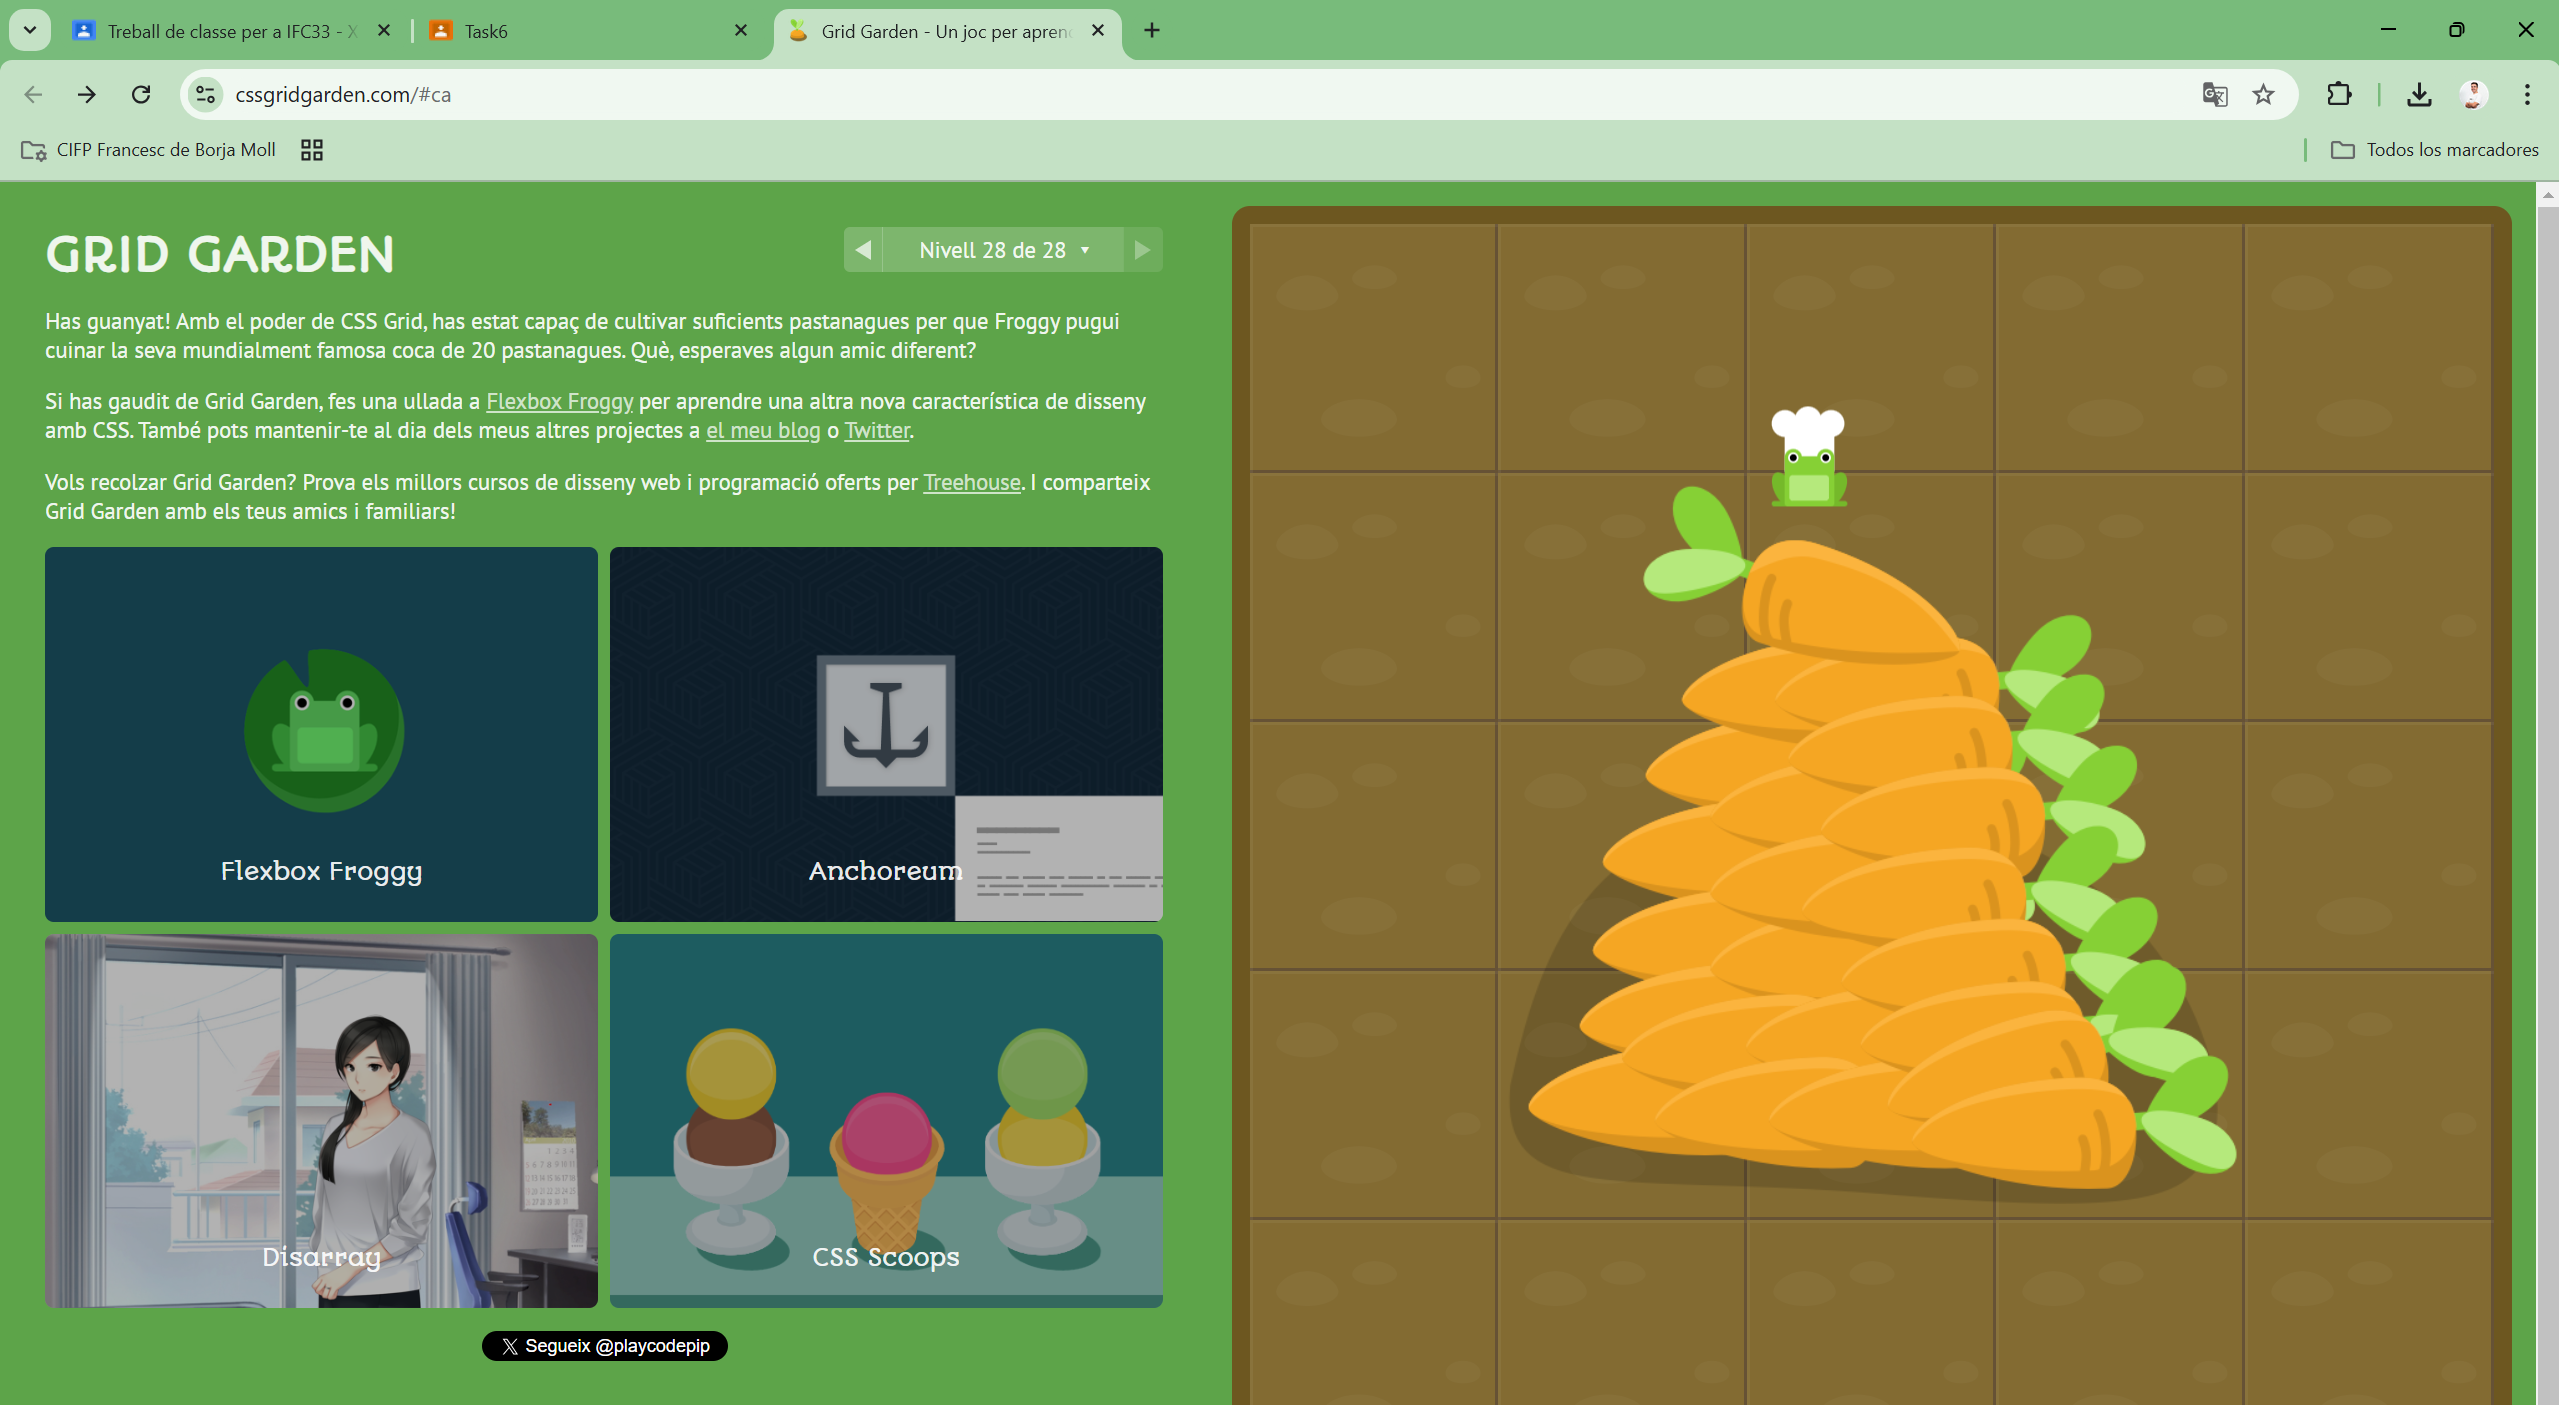 Treball de classe per a IFC33 - X
Task6
Grid Garden - Un joc per apren
cssgridgarden.com/#ca
CIFP Francesc de Borja Moll
Todos los marcadores
GRID GARDEN
Nivell 28 de 28
Has guanyat! Amb el poder de CSS Grid, has estat capaç de cultivar suficients pastanagues per que Froggy pugui
cuinar la seva mundialment famosa coca de 20 pastanagues. Què, esperaves algun amic diferent?
Si has gaudit de Grid Garden, fes una ullada a Flexbox Froggy per aprendre una altra nova característica de disseny
amb CSS. També pots mantenir-te al dia dels meus altres projectes a el meu blog o Twitter.
Vols recolzar Grid Garden? Prova els millors cursos de disseny web i programació oferts per Treehouse. I comparteix
Grid Garden amb els teus amics i familiars!
Flexbox Froggy
Anchoreum
Disarray
CSS Scoops
X Segueix @playcodepip